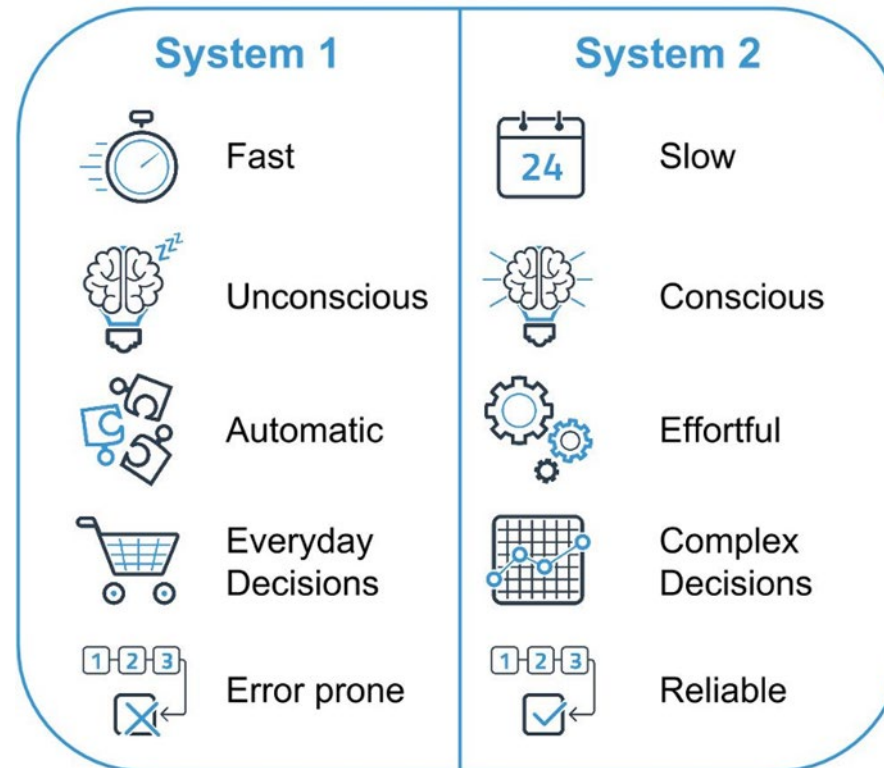 System 1
Fast
zzz
Unconscious
Automatic
Everyday
Decisions
1 2 3
Error prone
System 2
24
Slow
Conscious
Effortful
Complex
Decisions
1 2 3
Reliable